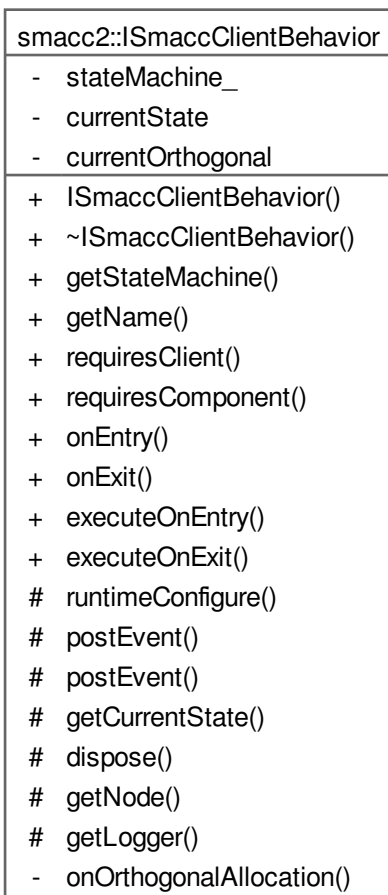 smacc2::ISmaccClientBehavior
- stateMachine_
- currentState
- currentOrthogonal
+ ISmaccClientBehavior()
+ ~ISmaccClientBehavior()
+ getStateMachine()
+ getName()
+ requiresClient()
+ requiresComponent()
+ onEntry()
+ onExit()
+ executeOnEntry()
+ executeOnExit()
# runtimeConfigure()
# postEvent()
# postEvent()
# getCurrentState()
# dispose()
# getNode()
# getLogger()
- onOrthogonalAllocation()